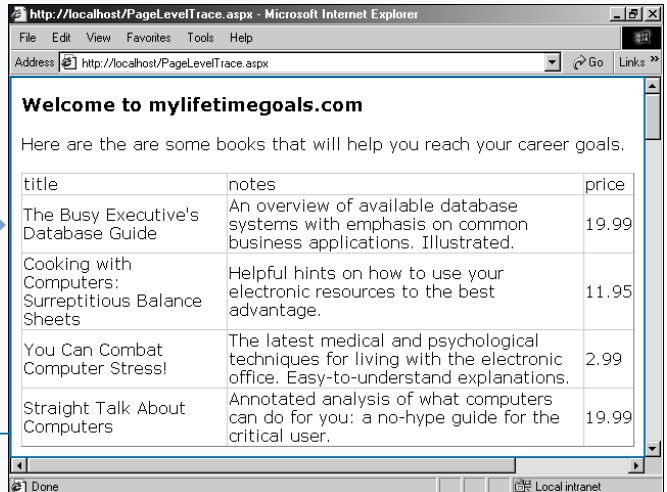 http://localhost/PageLevelTrace.aspx - Microsoft Internet Explorer
File Edit View Favorites Tools Help
Address http://localhost/PageLevelTrace.aspx Go Links »
Welcome to mylifetimegoals.com
Here are the are some books that will help you reach your career goals.
title notes price
The Busy Executive's
Database Guide
An overview of available database
systems with emphasis on common
business applications. Illustrated.
19.99
Cooking with
Computers:
Surreptitious Balance
Sheets
Helpful hints on how to use your
electronic resources to the best
advantage.
11.95
You Can Combat
Computer Stress!
The latest medical and psychological
techniques for living with the electronic
office. Easy-to-understand explanations.
2.99
Straight Talk About
Computers
Annotated analysis of what computers
can do for you: a no-hype guide for the
critical user.
19.99
Done Local intranet